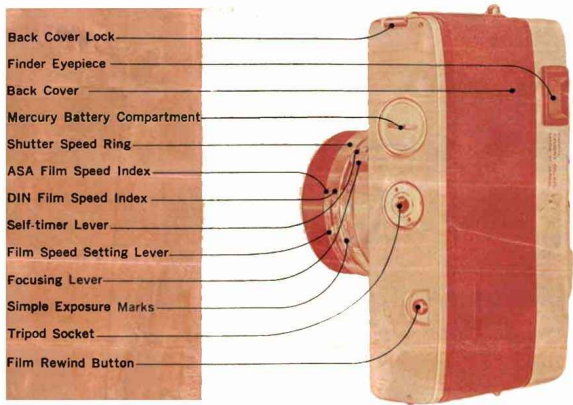 Back Cover Lock
Finder Eyepiece
Back Cover
Mercury Battery Compartment
Shutter Speed Ring
ASA Film Speed Index
DIN Film Speed Index
Self-timer Lever
Film Speed Setting Lever
Focusing Lever
Simple Exposure Marks
Tripod Socket
Film Rewind Button